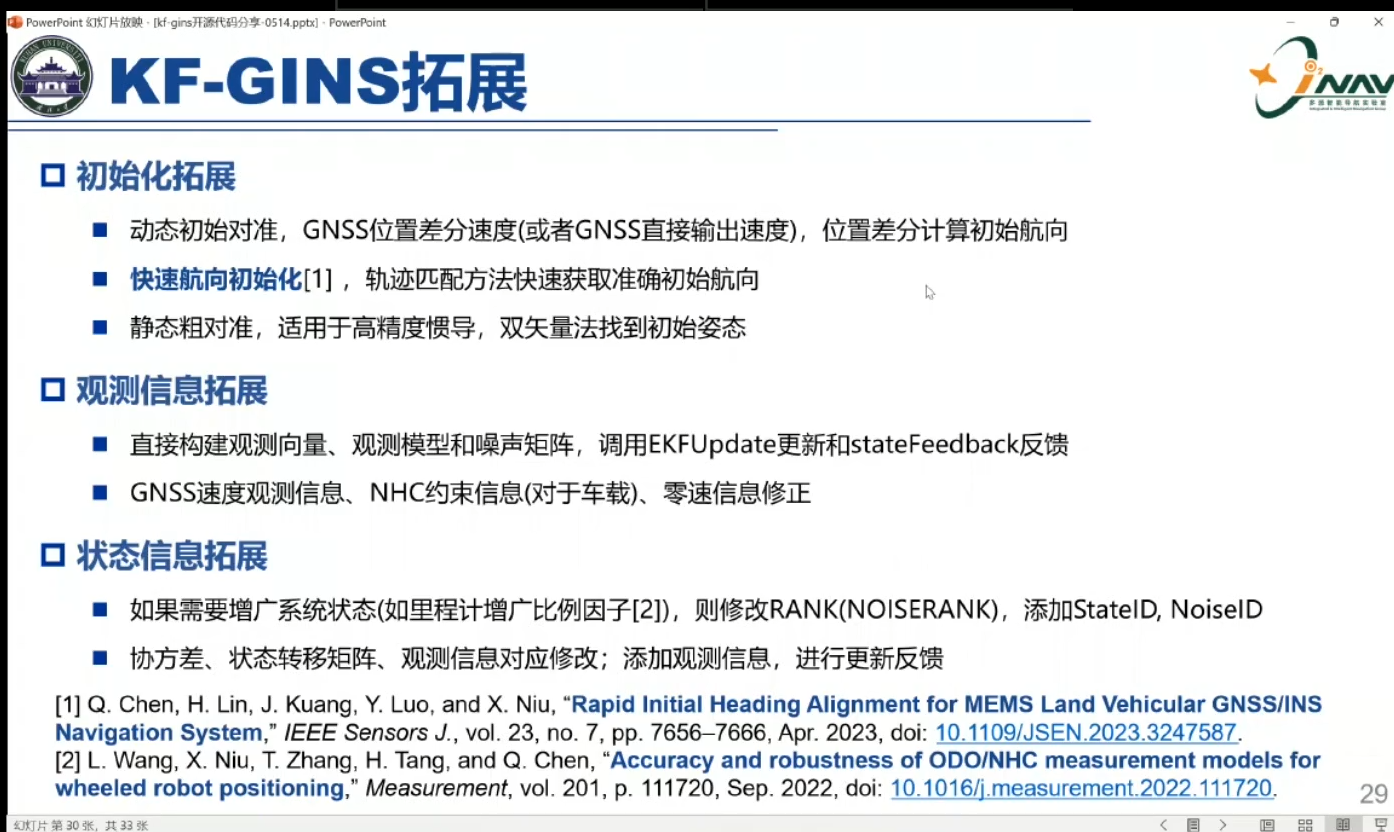 PowerPoint 幻灯片放映 - [kf-gins开源代码分享-0514.pptx] - PowerPoint
WUHAN UNIVERSITY
KF-GINS拓展
i2NAV
多源智能导航实验室
初始化拓展
动态初始对准，GNSS位置差分速度(或者GNSS直接输出速度)，位置差分计算初始航向
快速航向初始化[1] ，轨迹匹配方法快速获取准确初始航向
静态粗对准，适用于高精度惯导，双矢量法找到初始姿态
观测信息拓展
直接构建观测向量、观测模型和噪声矩阵，调用EKFUpdate更新和stateFeedback反馈
GNSS速度观测信息、NHC约束信息(对于车载)、零速信息修正
状态信息拓展
如果需要增广系统状态(如里程计增广比例因子[2])，则修改RANK(NOISERANK)，添加StateID, NoiseID
协方差、状态转移矩阵、观测信息对应修改；添加观测信息，进行更新反馈
[1] Q. Chen, H. Lin, J. Kuang, Y. Luo, and X. Niu, “Rapid Initial Heading Alignment for MEMS Land Vehicular GNSS/INS
Navigation System,” IEEE Sensors J., vol. 23, no. 7, pp. 7656–7666, Apr. 2023, doi: 10.1109/JSEN.2023.3247587.
[2] L. Wang, X. Niu, T. Zhang, H. Tang, and Q. Chen, “Accuracy and robustness of ODO/NHC measurement models for
wheeled robot positioning,” Measurement, vol. 201, p. 111720, Sep. 2022, doi: 10.1016/j.measurement.2022.111720.
29
幻灯片 第 30 张，共 33 张